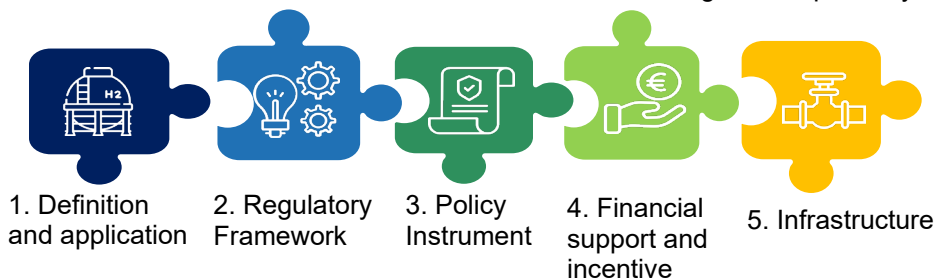 H2
€
1. Definition
and application
2. Regulatory
Framework
3. Policy
Instrument
4. Financial
support and
incentive
5. Infrastructure